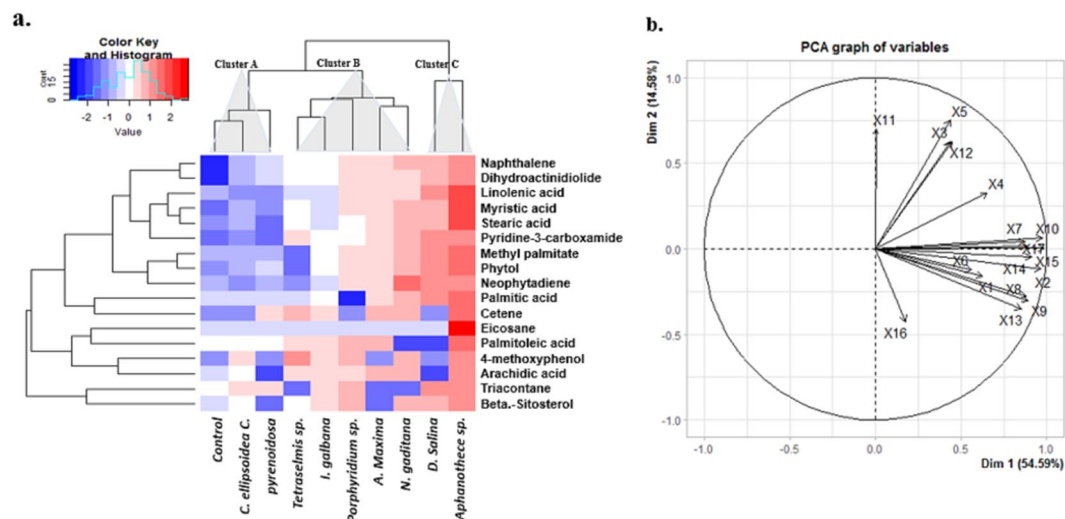 a.
Color Key
and Histogram
Count
0 15
-2 -1 0 1 2
Value
Cluster A
Cluster B
Cluster C
Naphthalene
Dihydroactinidiolide
Linolenic acid
Myristic acid
Stearic acid
Pyridine-3-carboxamide
Methyl palmitate
Phytol
Neophytadiene
Palmitic acid
Cetene
Eicosane
Palmitoleic acid
4-methoxyphenol
Arachidic acid
Triacontane
Beta.-Sitosterol
Control
C. ellipsoidea C.
pyrenoidosa
Tetraselmis sp.
I. galbana
Porphyridium sp.
A. Maxima
N. gaditana
D. Salina
Aphanothece sp.
b.
PCA graph of variables
Dim 2 (14.58%)
1.0
0.5
0.0
-0.5
-1.0
X11
X5
X3
X12
X4
X7
X10
X17
X6
X14
X15
X1
X8
X2
X9
X13
X16
-1.0 -0.5 0.0 0.5 1.0
Dim 1 (54.59%)